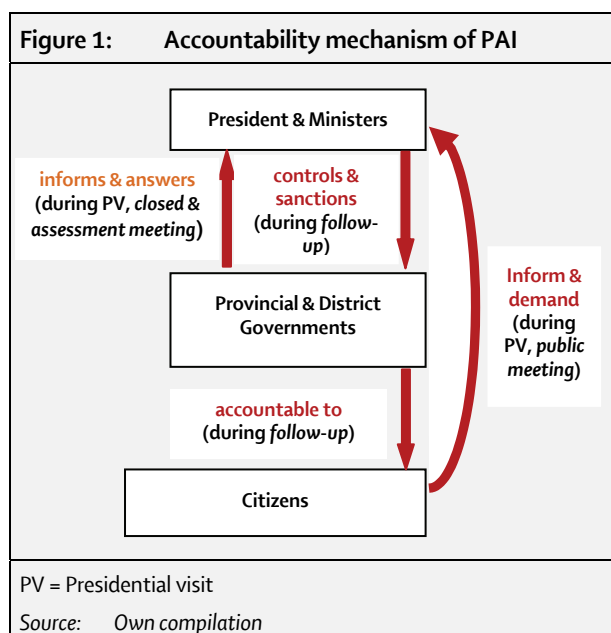 Figure 1: Accountability mechanism of PAI
President & Ministers
informs & answers
(during PV, closed &
assessment meeting)
controls &
sanctions
(during follow-
up)
Inform &
demand
(during
PV, public
meeting)
Provincial & District
Governments
accountable to
(during follow-up)
Citizens
PV = Presidential visit
Source: Own compilation